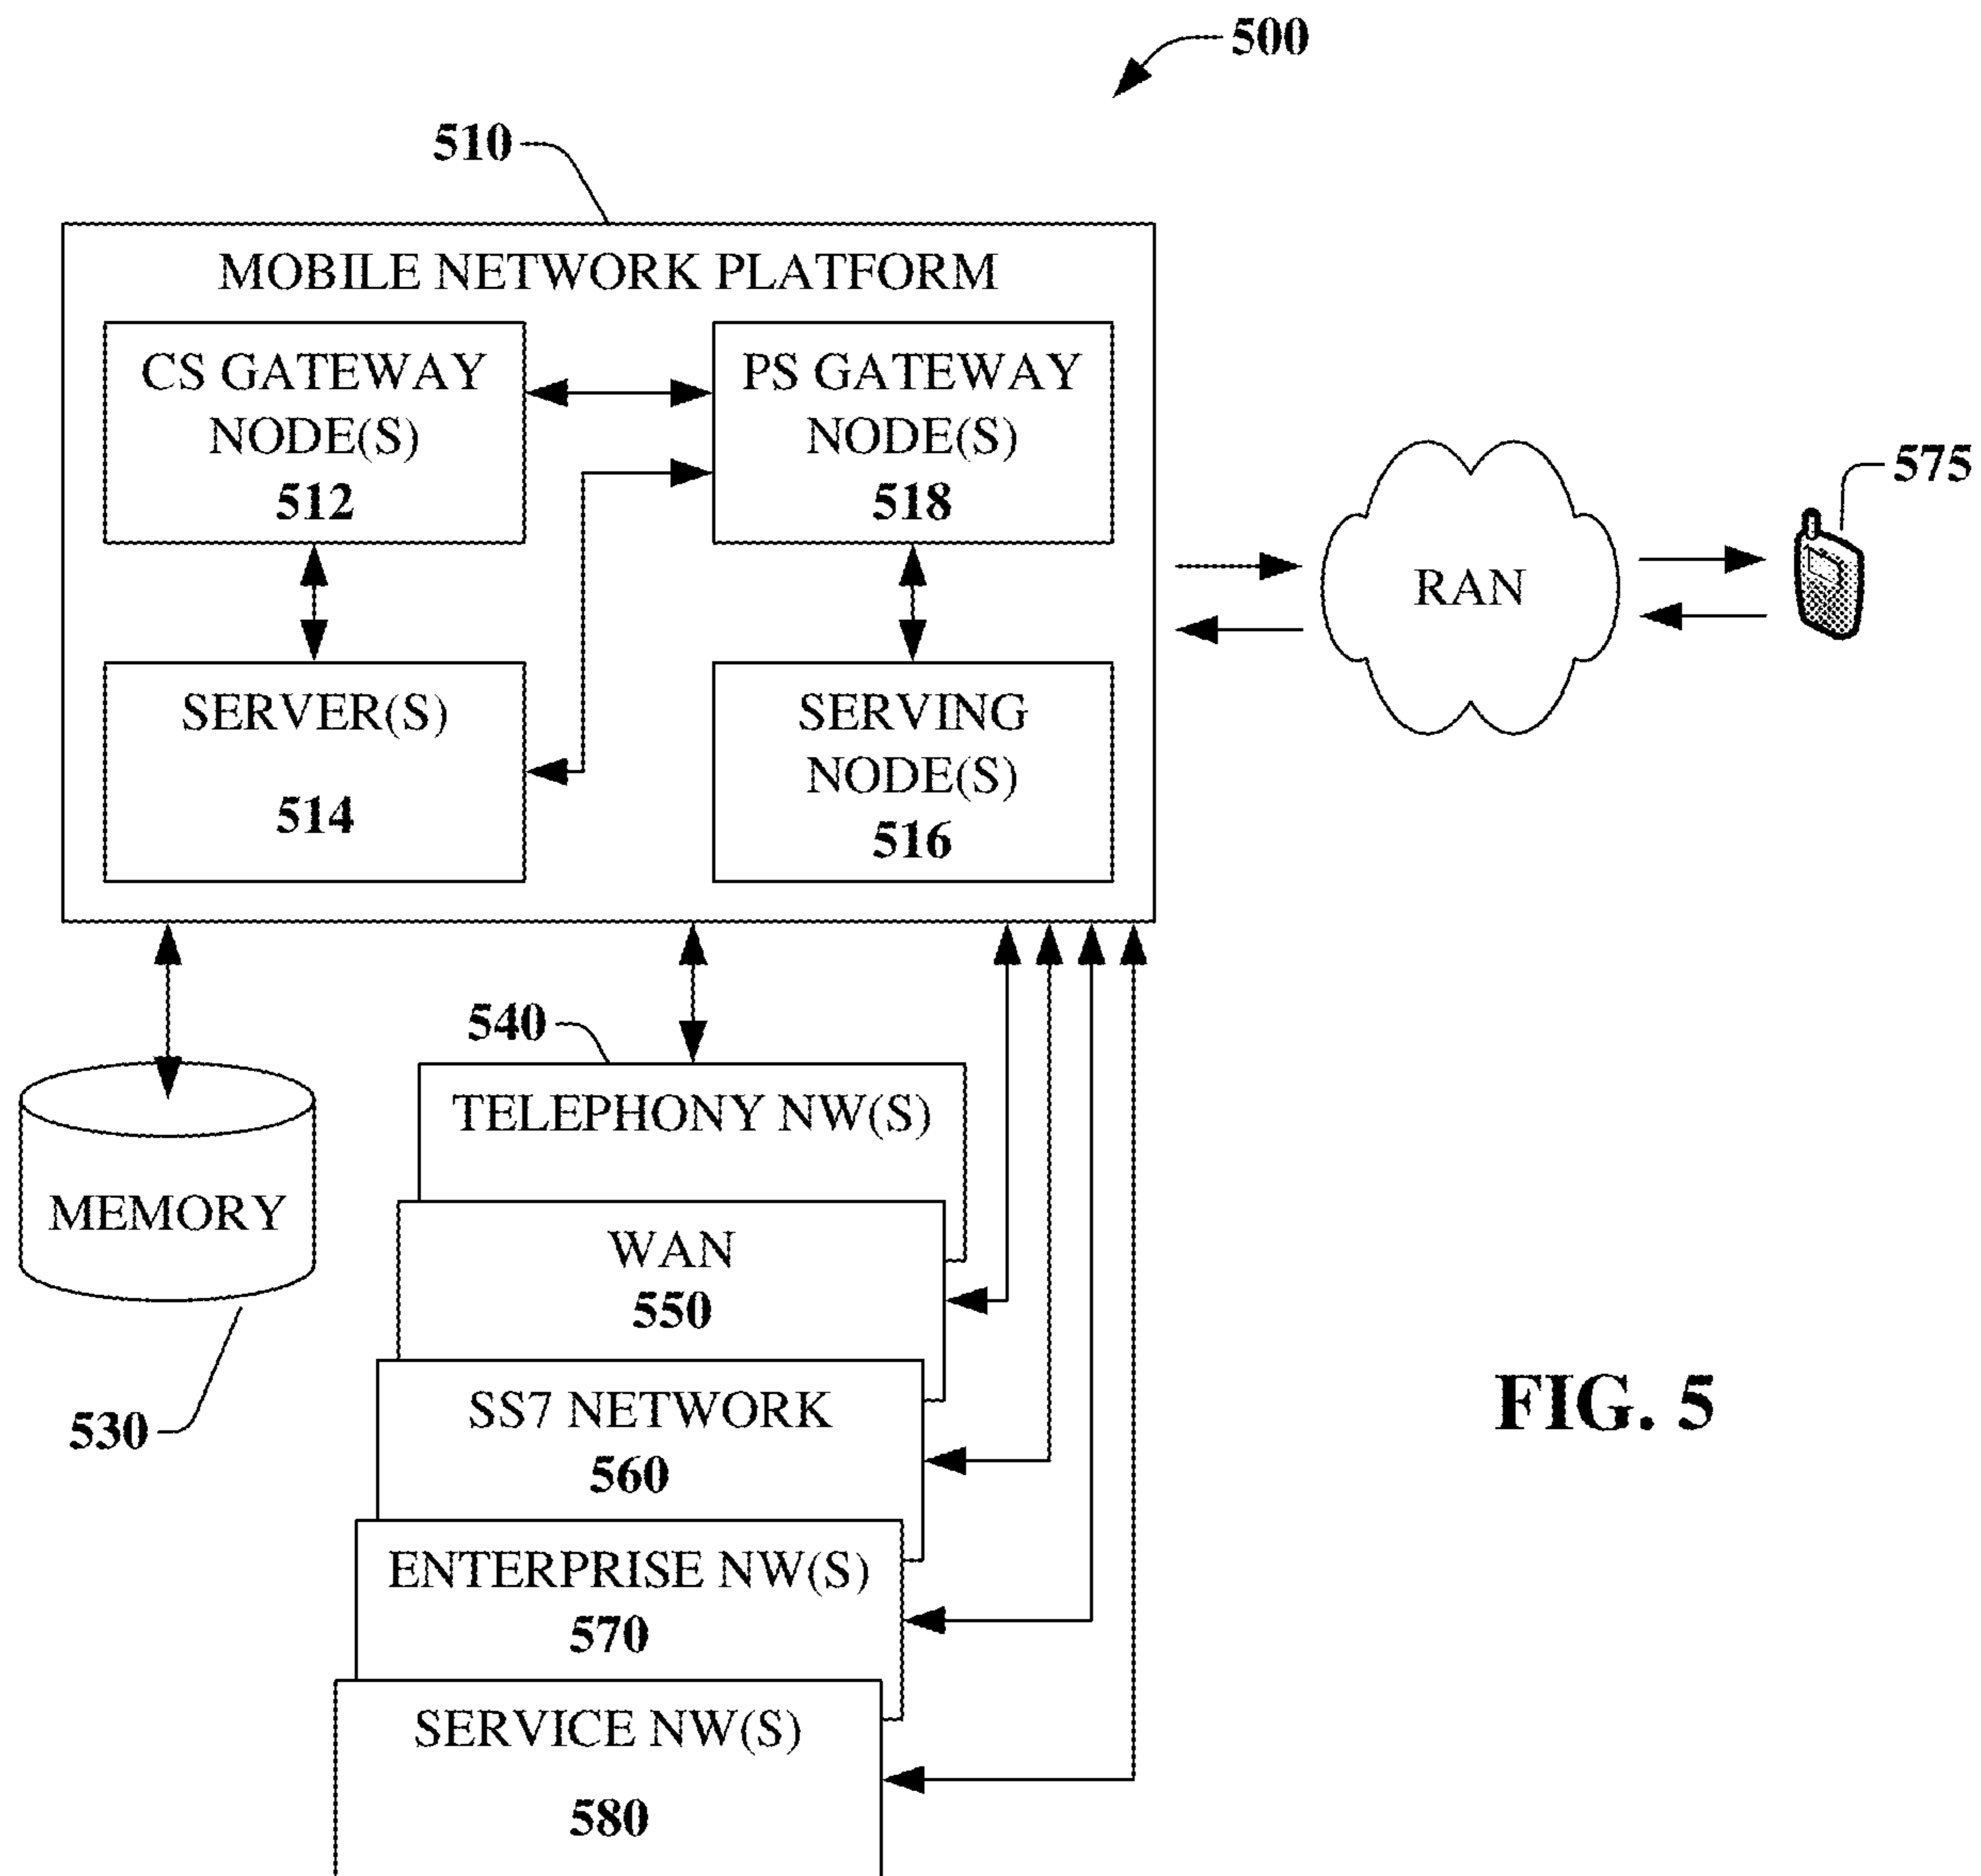 500
510
MOBILE NETWORK PLATFORM
CS GATEWAY
NODE(S)
512
PS GATEWAY
NODE(S)
518
SERVER(S)
514
SERVING
NODE(S)
516
RAN
575
540
TELEPHONY NW(S)
MEMORY
530
WAN
550
SS7 NETWORK
560
ENTERPRISE NW(S)
570
SERVICE NW(S)
580
FIG. 5